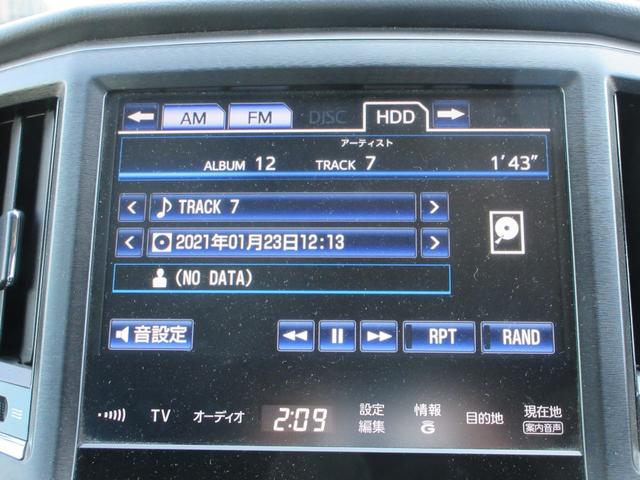 AM FM DISC HDD
アーティスト
ALBUM 12 TRACK 7 1'43"
TRACK 7
2021年01月23日12:13
(NO DATA)
音設定 RPT RAND
TV オーディオ 2:09 設定編集 情報G 目的地 現在地
案内音声